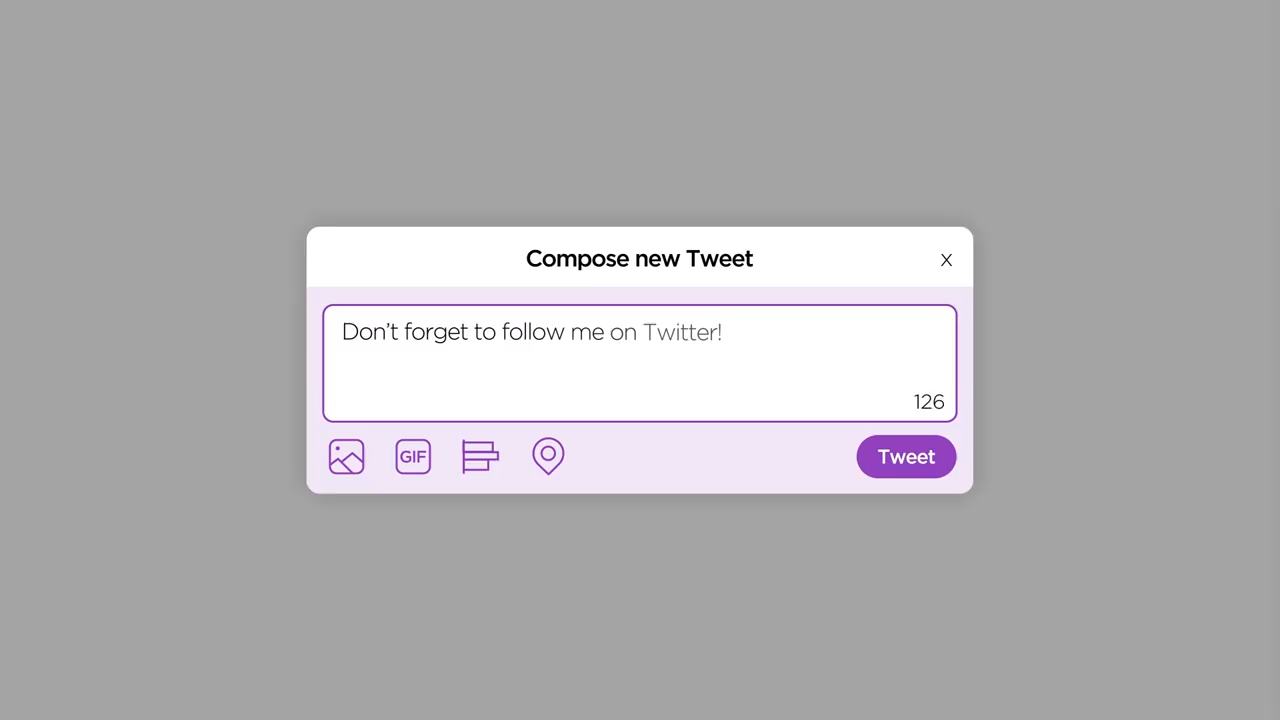 Compose new Tweet
X
Don’t forget to follow me on Twitter!
126
GIF
Tweet